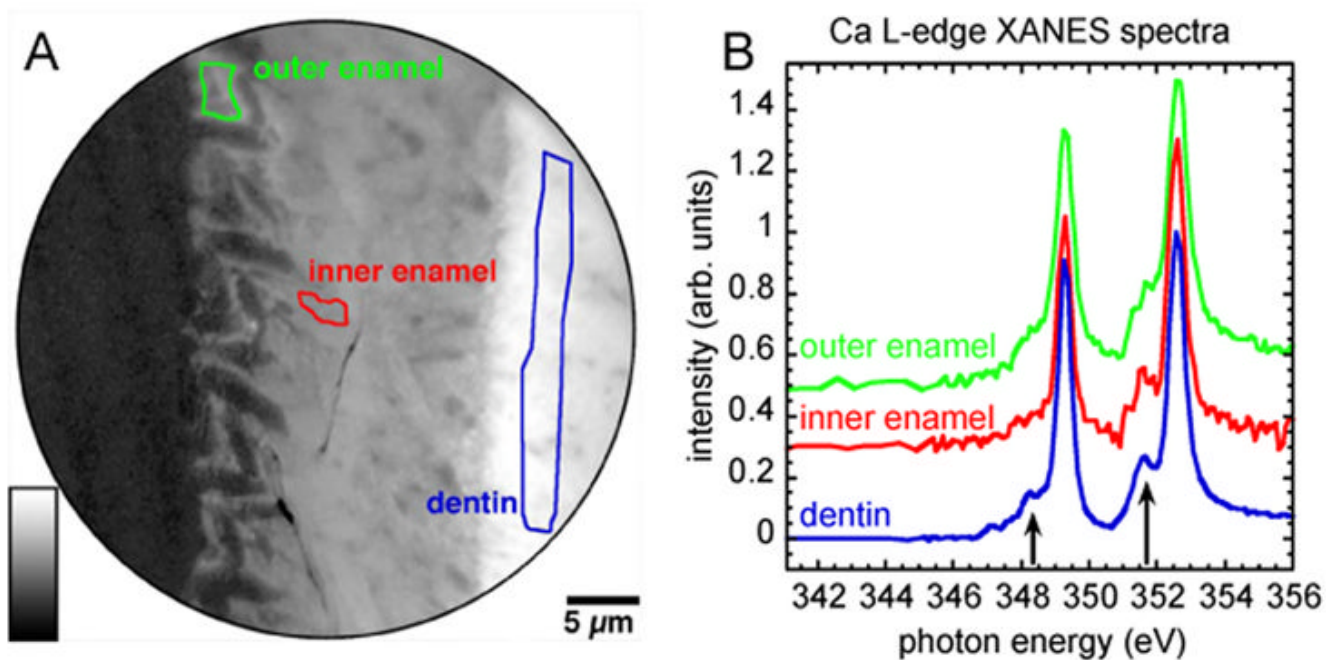 A
outer enamel
inner enamel
dentin
5 µm
Ca L-edge XANES spectra
B
intensity (arb. units)
1.4
1.2
1
0.8
0.6
0.4
0.2
0
outer enamel
inner enamel
dentin
342 344 346 348 350 352 354 356
photon energy (eV)